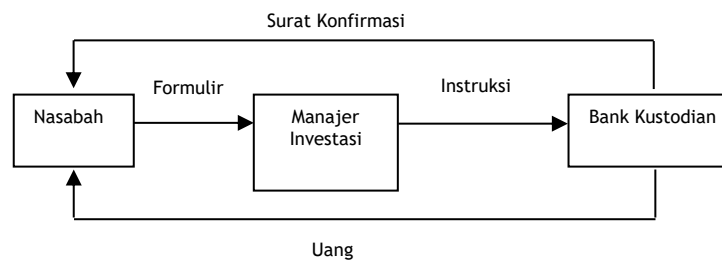 Surat Konfirmasi
Formulir
Instruksi
Nasabah
Manajer
Investasi
Bank Kustodian
Uang